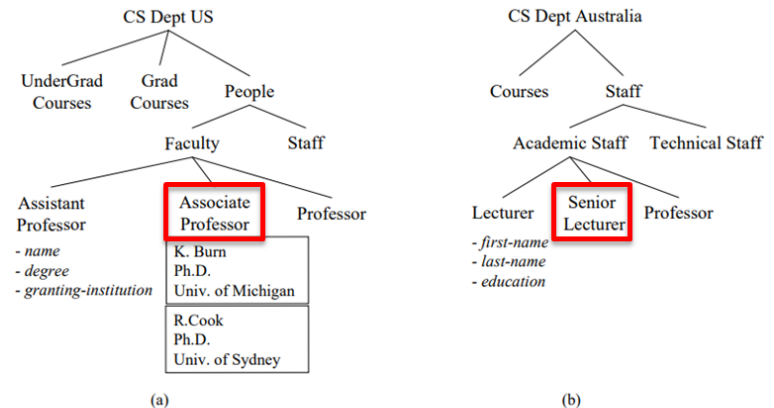 CS Dept US
UnderGrad
Courses
Grad
Courses
People
Faculty
Staff
Assistant
Professor
- name
- degree
- granting-institution
Associate
Professor
K. Burn
Ph.D.
Univ. of Michigan
R.Cook
Ph.D.
Univ. of Sydney
Professor
(a)
CS Dept Australia
Courses
Staff
Academic Staff
Technical Staff
Lecturer
- first-name
- last-name
- education
Senior
Lecturer
Professor
(b)